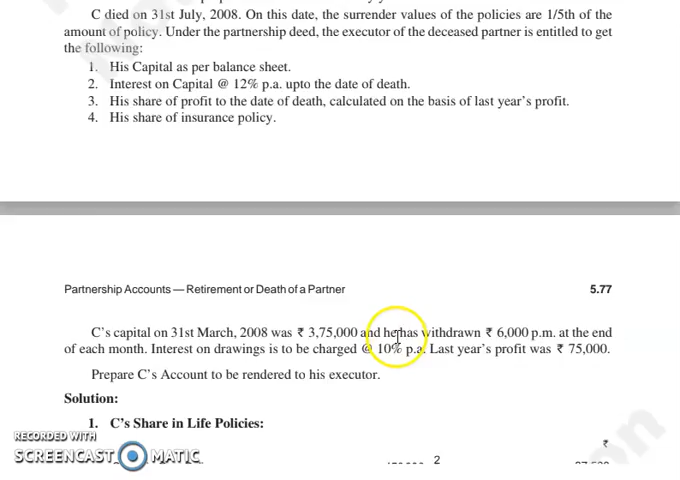 C died on 31st July, 2008. On this date, the surrender values of the policies are 1/5th of the
amount of policy. Under the partnership deed, the executor of the deceased partner is entitled to get
the following:
1. His Capital as per balance sheet.
2. Interest on Capital @ 12% p.a. upto the date of death.
3. His share of profit to the date of death, calculated on the basis of last year's profit.
4. His share of insurance policy.
Partnership Accounts — Retirement or Death of a Partner 5.77
C's capital on 31st March, 2008 was ₹ 3,75,000 and he has withdrawn ₹ 6,000 p.m. at the end
of each month. Interest on drawings is to be charged @ 10% p.a. Last year's profit was ₹ 75,000.
Prepare C's Account to be rendered to his executor.
Solution:
1. C's Share in Life Policies:
₹
2
RECORDED WITH
SCREENCAST MATIC